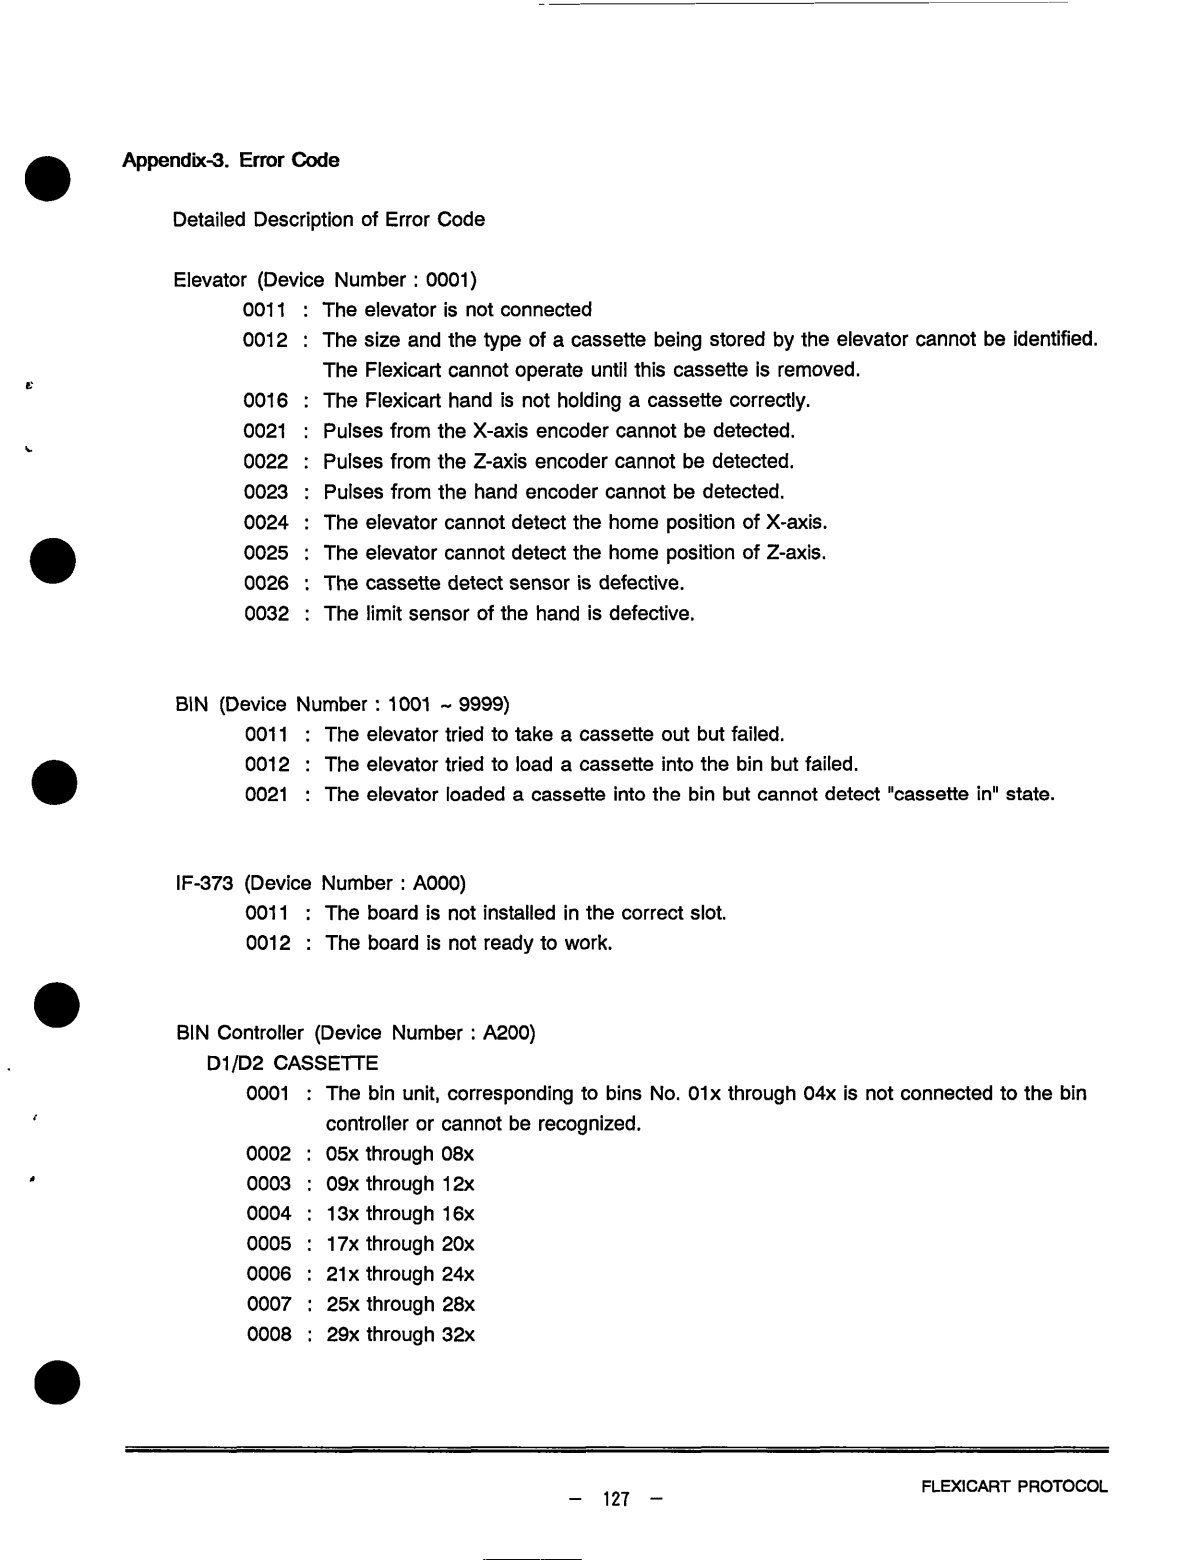 Appendix-3. Error Code
Detailed Description of Error Code
Elevator (Device Number : 0001)
0011 : The elevator is not connected
0012 : The size and the type of a cassette being stored by the elevator cannot be identified.
The Flexicart cannot operate until this cassette is removed.
0016 : The Flexicart hand is not holding a cassette correctly.
0021 : Pulses from the X-axis encoder cannot be detected.
0022 : Pulses from the Z-axis encoder cannot be detected.
0023 : Pulses from the hand encoder cannot be detected.
0024 : The elevator cannot detect the home position of X-axis.
0025 : The elevator cannot detect the home position of Z-axis.
0026 : The cassette detect sensor is defective.
0032 : The limit sensor of the hand is defective.
BIN (Device Number : 1001 ~ 9999)
0011 : The elevator tried to take a cassette out but failed.
0012 : The elevator tried to load a cassette into the bin but failed.
0021 : The elevator loaded a cassette into the bin but cannot detect "cassette in" state.
IF-373 (Device Number : A000)
0011 : The board is not installed in the correct slot.
0012 : The board is not ready to work.
BIN Controller (Device Number : A200)
D1/D2 CASSETTE
0001 : The bin unit, corresponding to bins No. 01x through 04x is not connected to the bin
controller or cannot be recognized.
0002 : 05x through 08x
0003 : 09x through 12x
0004 : 13x through 16x
0005 : 17x through 20x
0006 : 21x through 24x
0007 : 25x through 28x
0008 : 29x through 32x
FLEXICART PROTOCOL
– 127 –